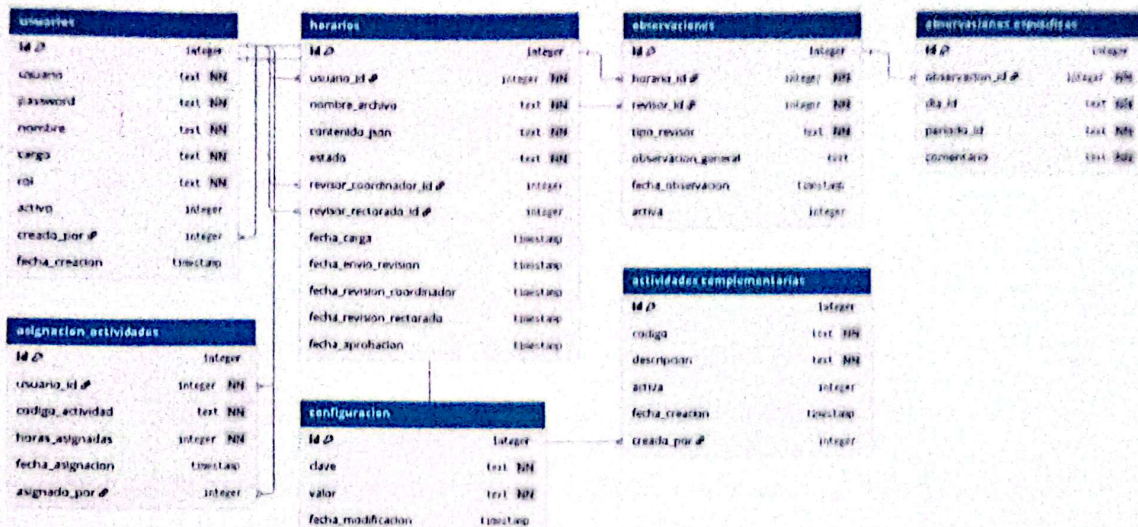 usuarios
id integer
usuario text NN
password text NN
nombre text NN
cargo text NN
rol text NN
activo integer
creado_por integer
fecha_creacion timestamp
horarios
id integer
usuario_id integer NN
nombre_archivo text NN
contenido_json text NN
estado text NN
revisor_coordinador_id integer
revisor_rectorado_id integer
fecha_carga timestamp
fecha_envio_revision timestamp
fecha_revision_coordinador timestamp
fecha_revision_rectorado timestamp
fecha_aprobacion timestamp
observaciones
id integer
horario_id integer NN
revisor_id integer NN
tipo_revisor text NN
observacion_general text
fecha_observacion timestamp
activa integer
observaciones
id integer
observacion_id integer NN
dia_id text NN
periodo_id text NN
comentario text NN
asignacion_actividades
id integer
usuario_id integer NN
codigo_actividad text NN
horas_asignadas integer NN
fecha_asignacion timestamp
asignado_por integer
configuracion
id integer
clave text NN
valor text NN
fecha_modificacion timestamp
actividades complementarias
id integer
codigo text NN
descripcion text NN
activa integer
fecha_creacion timestamp
creado_por integer